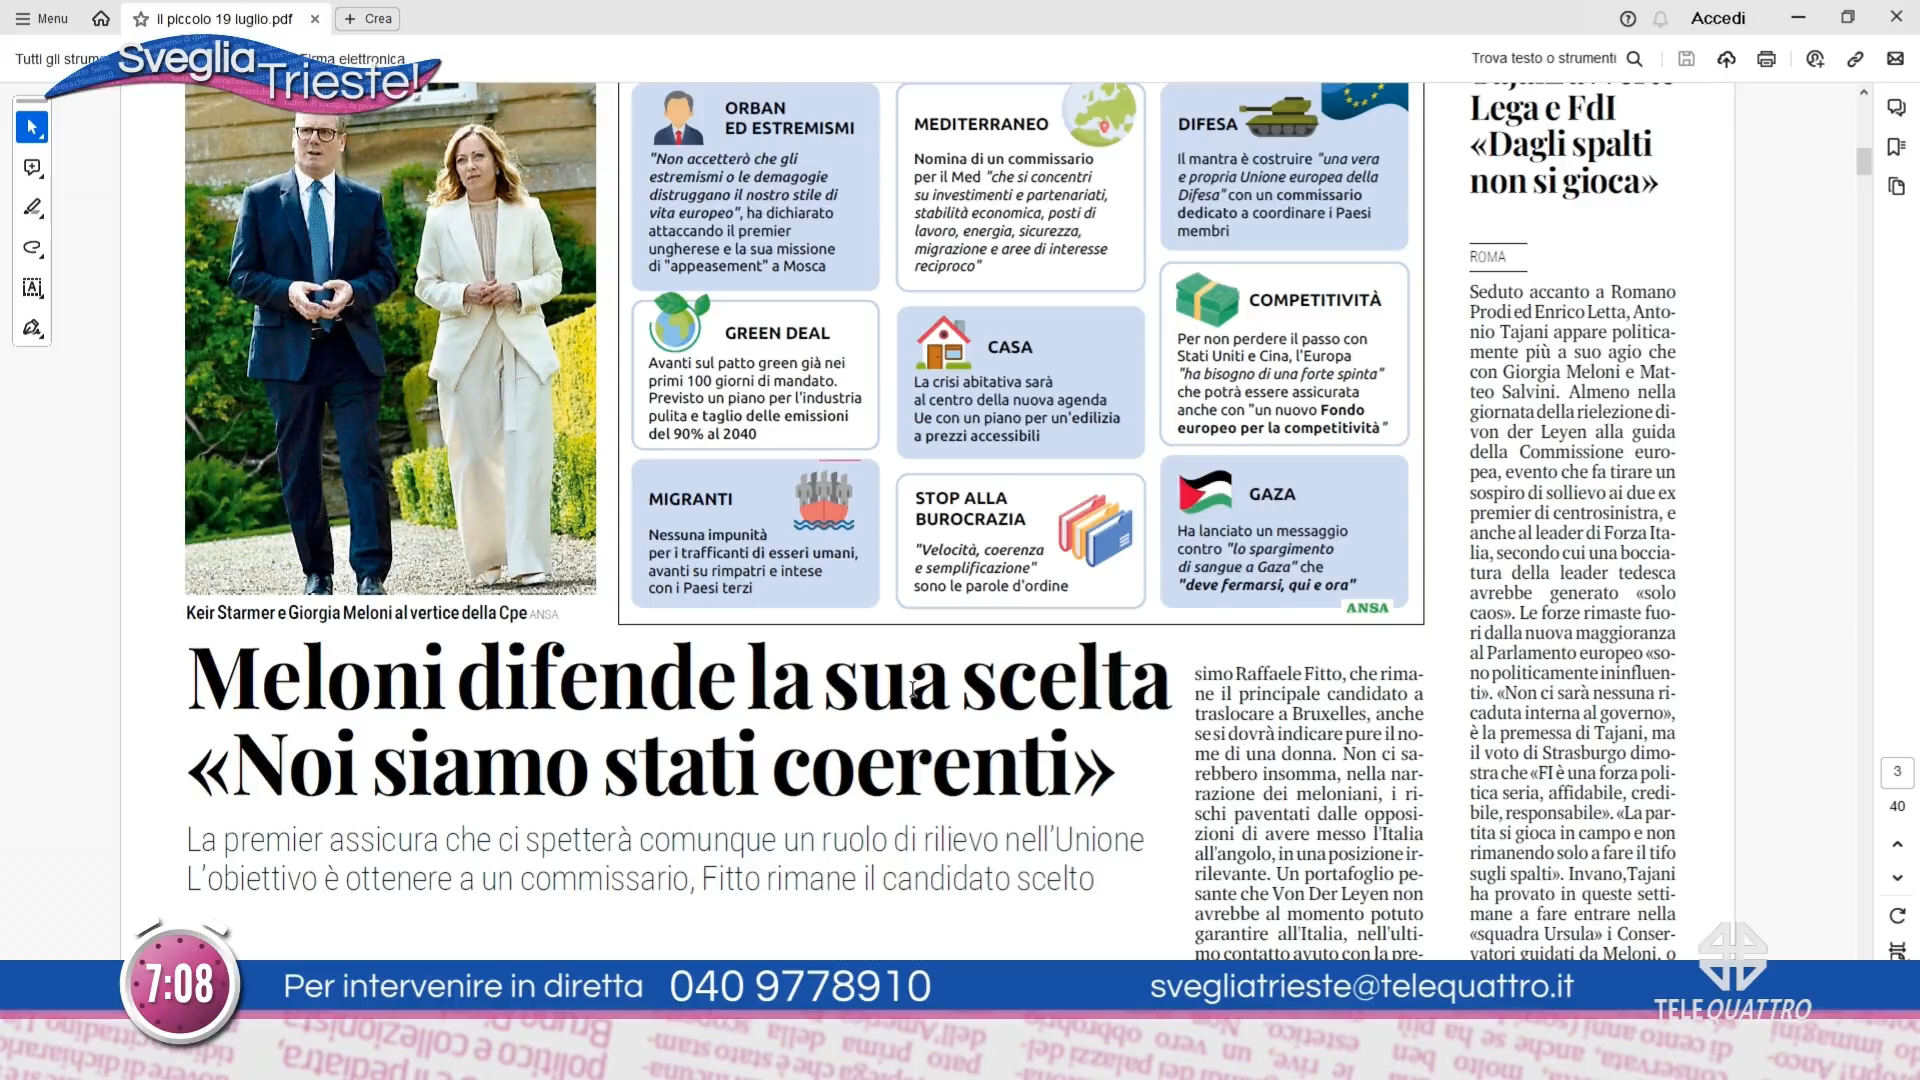 Menu
il piccolo 19 luglio.pdf
Crea
Accedi
Tutti gli strum
Firma elettronica
Trova testo o strumenti
Sveglia
Trieste!
Keir Starmer e Giorgia Meloni al vertice della Cpe ANSA
ORBAN
ED ESTREMISMI
"Non accetterò che gli
estremismi o le demagogie
distruggano il nostro stile di
vita europeo", ha dichiarato
attaccando il premier
ungherese e la sua missione
di "appeasement" a Mosca
MEDITERRANEO
Nomina di un commissario
per il Med "che si concentri
su investimenti e partenariati,
stabilità economica, posti di
lavoro, energia, sicurezza,
migrazione e aree di interesse
reciproco"
DIFESA
Il mantra è costruire "una vera
e propria Unione europea della
Difesa" con un commissario
dedicato a coordinare i Paesi
membri
GREEN DEAL
Avanti sul patto green già nei
primi 100 giorni di mandato.
Previsto un piano per l'industria
pulita e taglio delle emissioni
del 90% al 2040
CASA
La crisi abitativa sarà
al centro della nuova agenda
Ue con un piano per un'edilizia
a prezzi accessibili
COMPETITIVITÀ
Per non perdere il passo con
Stati Uniti e Cina, l'Europa
"ha bisogno di una forte spinta"
che potrà essere assicurata
anche con "un nuovo Fondo
europeo per la competitività"
MIGRANTI
Nessuna impunità
per i trafficanti di esseri umani,
avanti su rimpatri e intese
con i Paesi terzi
STOP ALLA
BUROCRAZIA
"Velocità, coerenza
e semplificazione"
sono le parole d'ordine
GAZA
Ha lanciato un messaggio
contro "lo spargimento
di sangue a Gaza" che
"deve fermarsi, qui e ora"
ANSA
Meloni difende la sua scelta
«Noi siamo stati coerenti»
La premier assicura che ci spetterà comunque un ruolo di rilievo nell'Unione
L'obiettivo è ottenere a un commissario, Fitto rimane il candidato scelto
simo Raffaele Fitto, che rima-
ne il principale candidato a
traslocare a Bruxelles, anche
se si dovrà indicare pure il no-
me di una donna. Non ci sa-
rebbero insomma, nella nar-
razione dei meloniani, i ri-
schi paventati dalle opposi-
zioni di avere messo l'Italia
all'angolo, in una posizione ir-
rilevante. Un portafoglio pe-
sante che Von Der Leyen non
avrebbe al momento potuto
garantire all'Italia, nell'ulti-
mo contatto avuto con la pre-
Lega e FdI
«Dagli spalti
non si gioca»
ROMA
Seduto accanto a Romano
Prodi ed Enrico Letta, Anto-
nio Tajani appare politica-
mente più a suo agio che
con Giorgia Meloni e Mat-
teo Salvini. Almeno nella
giornata della rielezione di-
von der Leyen alla guida
della Commissione euro-
pea, evento che fa tirare un
sospiro di sollievo ai due ex
premier di centrosinistra, e
anche al leader di Forza Ita-
lia, secondo cui una boccia-
tura della leader tedesca
avrebbe generato «solo
caos». Le forze rimaste fuo-
ri dalla nuova maggioranza
al Parlamento europeo «so-
no politicamente ininfluen-
ti». «Non ci sarà nessuna ri-
caduta interna al governo»,
è la premessa di Tajani, ma
il voto di Strasburgo dimo-
stra che «FI è una forza poli-
tica seria, affidabile, credi-
bile, responsabile». «La par-
tita si gioca in campo e non
rimanendo solo a fare il tifo
sugli spalti». Invano, Tajani
ha provato in queste setti-
mane a fare entrare nella
«squadra Ursula» i Conser-
vatori guidati da Meloni, o
3
40
7:08
Per intervenire in diretta 040 9778910
svegliatrieste@telequattro.it
TELEQUATTRO